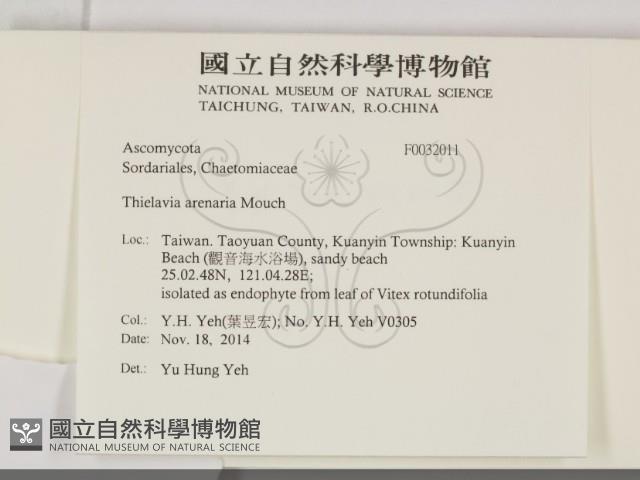 國立自然科學博物館
NATIONAL MUSEUM OF NATURAL SCIENCE
TAICHUNG, TAIWAN, R.O.CHINA
Ascomycota F0032011
Sordariales, Chaetomiaceae
Thielavia arenaria Mouch
Loc.: Taiwan. Taoyuan County, Kuanyin Township: Kuanyin
Beach (觀音海水浴場), sandy beach
25.02.48N, 121.04.28E;
isolated as endophyte from leaf of Vitex rotundifolia
Col.: Y.H. Yeh(葉昱宏); No. Y.H. Yeh V0305
Date: Nov. 18, 2014
Det.: Yu Hung Yeh
國立自然科學博物館
NATIONAL MUSEUM OF NATURAL SCIENCE